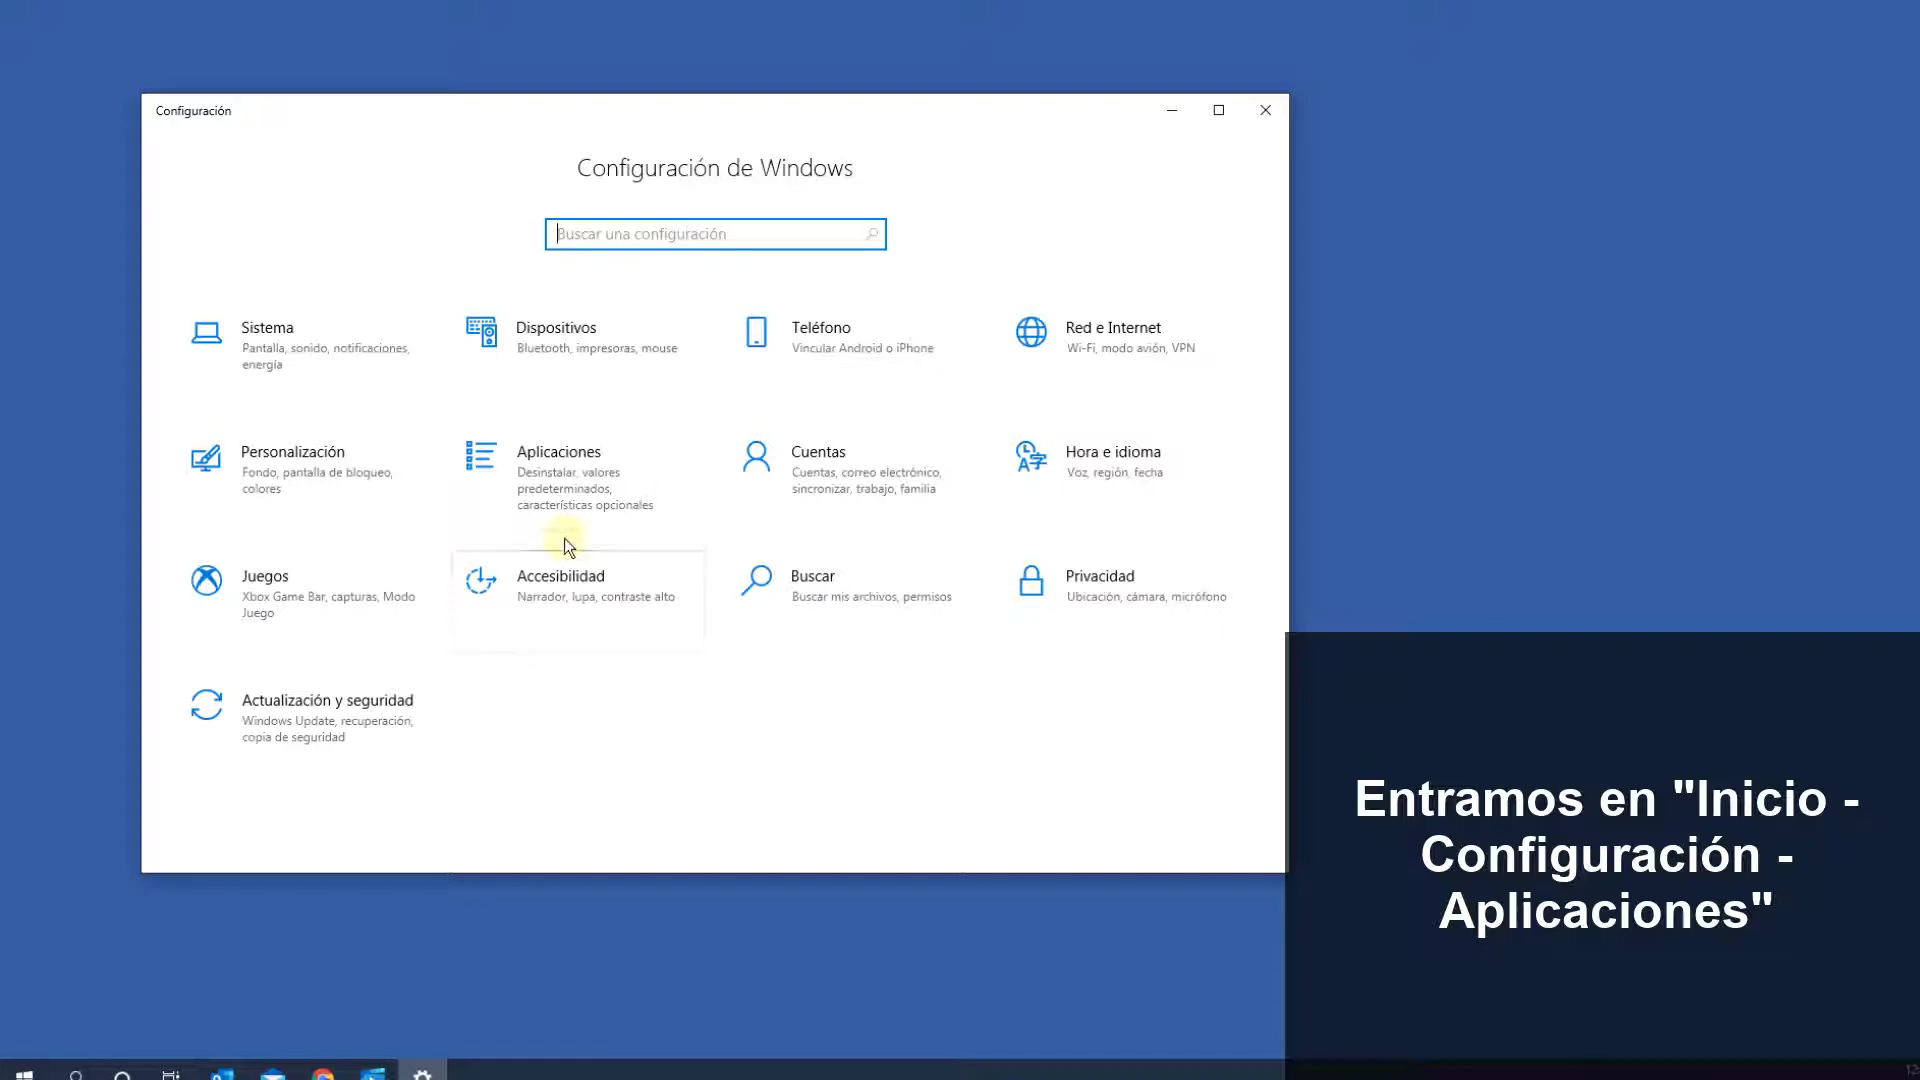 Configuración
Configuración de Windows
Buscar una configuración
Sistema
Pantalla, sonido, notificaciones,
energía
Dispositivos
Bluetooth, impresoras, mouse
Teléfono
Vincular Android o iPhone
Red e Internet
Wi-Fi, modo avión, VPN
Personalización
Fondo, pantalla de bloqueo,
colores
Aplicaciones
Desinstalar, valores
predeterminados,
características opcionales
Cuentas
Cuentas, correo electrónico,
sincronizar, trabajo, familia
Hora e idioma
Voz, región, fecha
Juegos
Xbox Game Bar, capturas, Modo
Juego
Accesibilidad
Narrador, lupa, contraste alto
Buscar
Buscar mis archivos, permisos
Privacidad
Ubicación, cámara, micrófono
Actualización y seguridad
Windows Update, recuperación,
copia de seguridad
Entramos en "Inicio -
Configuración -
Aplicaciones"